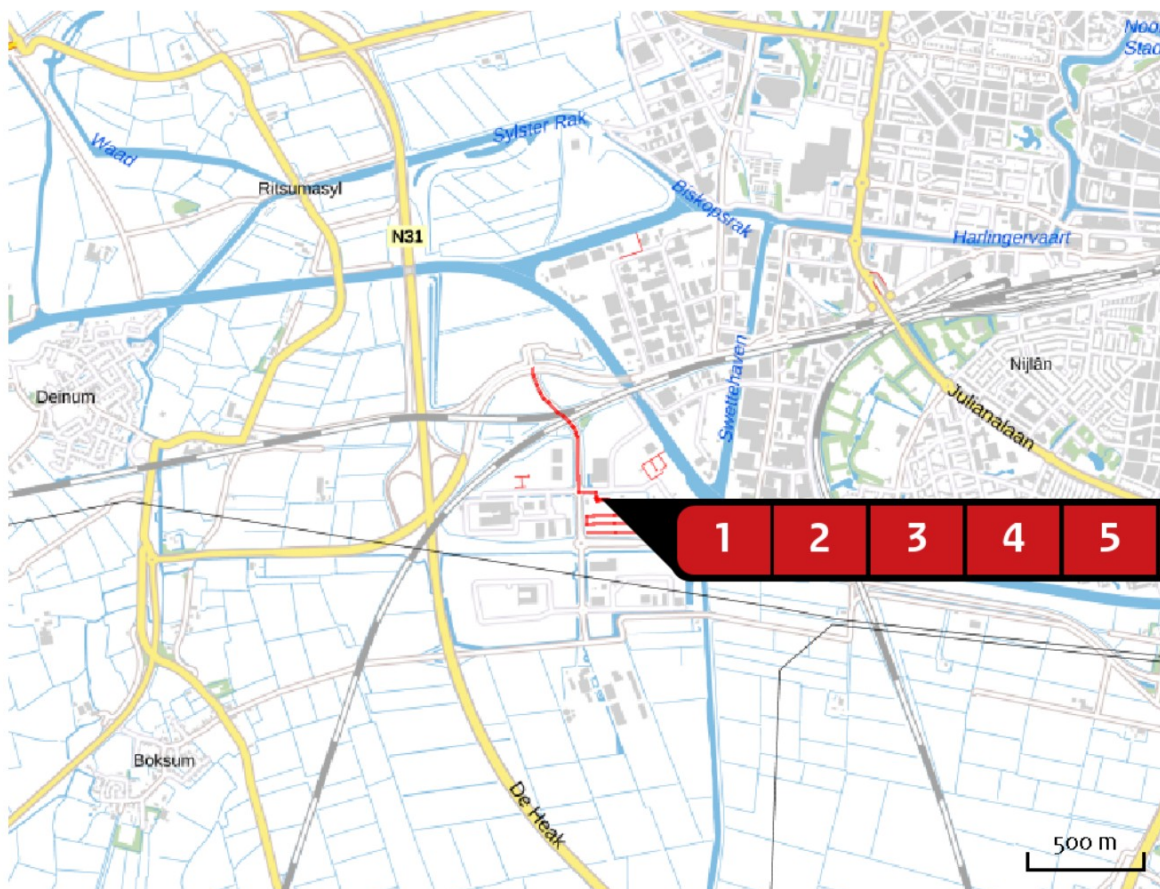 Noor
Stad
Sylster Rak
Waad
Ritsumasyl
Biskopsrak
N31
Harlingervaart
Nijlân
Deinum
Swettehaven
Julianalaan
1 2 3 4 5
Boksum
De Heak
500 m